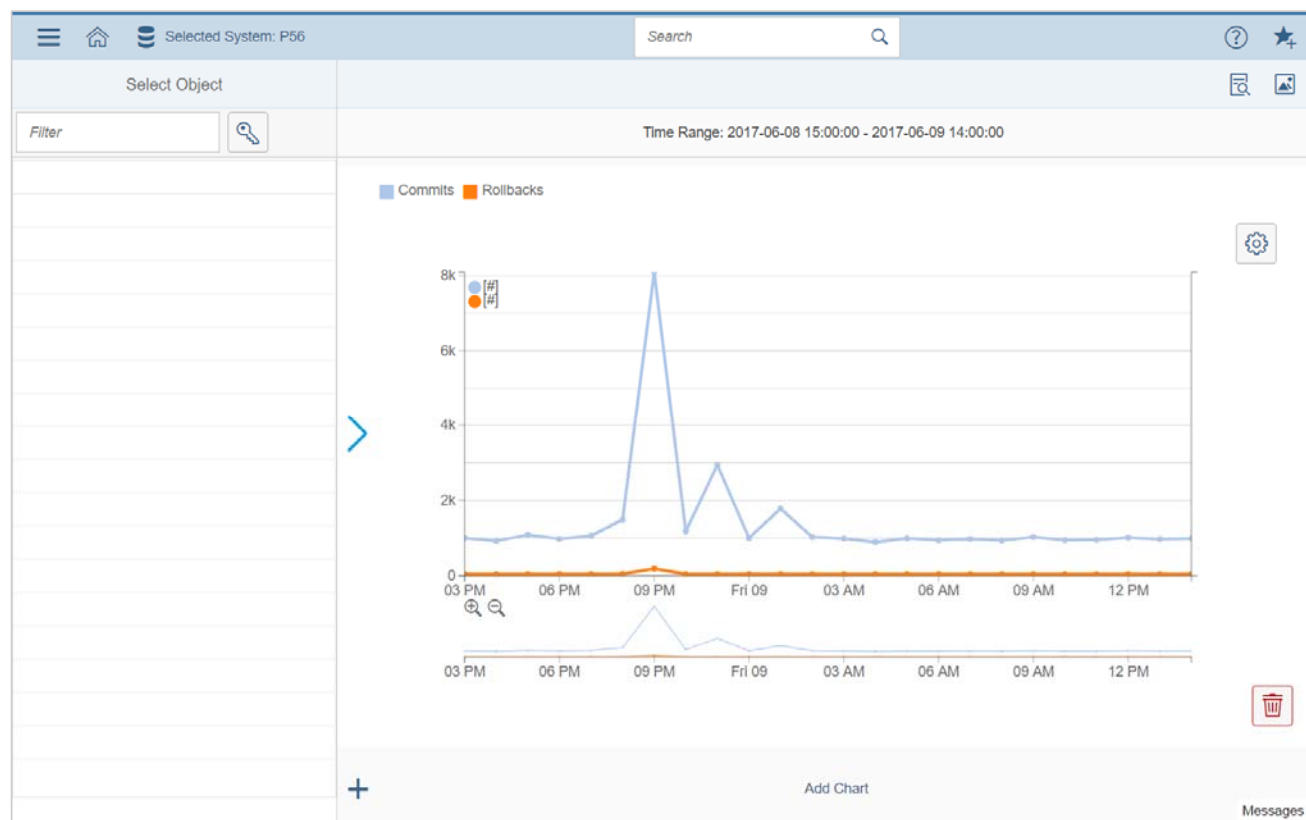 Selected System: P56
Search
Select Object
Filter
Time Range: 2017-06-08 15:00:00 - 2017-06-09 14:00:00
Commits Rollbacks
8k
[#]
[#]
6k
4k
2k
0
03 PM 06 PM 09 PM Fri 09 03 AM 06 AM 09 AM 12 PM
03 PM 06 PM 09 PM Fri 09 03 AM 06 AM 09 AM 12 PM
Add Chart
Messages